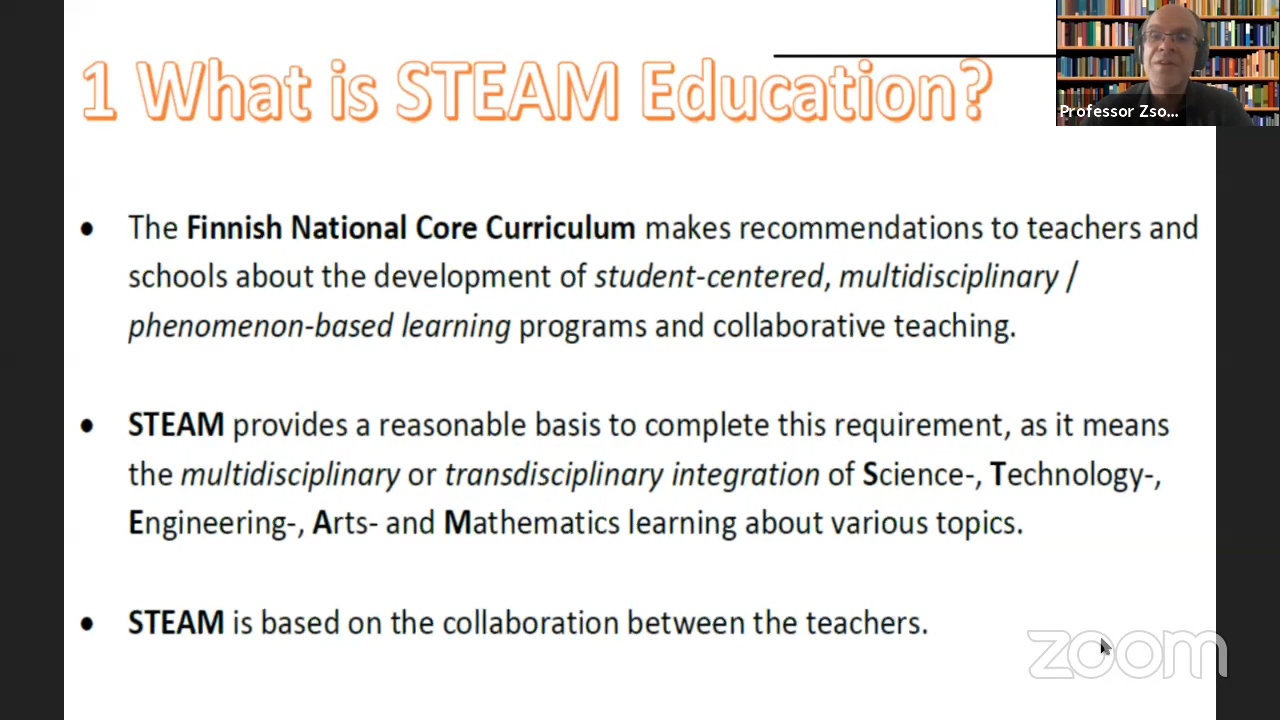 1 What is STEAM Education?
Professor Zso...
• The Finnish National Core Curriculum makes recommendations to teachers and
schools about the development of student-centered, multidisciplinary /
phenomenon-based learning programs and collaborative teaching.
• STEAM provides a reasonable basis to complete this requirement, as it means
the multidisciplinary or transdisciplinary integration of Science-, Technology-,
Engineering-, Arts- and Mathematics learning about various topics.
• STEAM is based on the collaboration between the teachers.
zoom